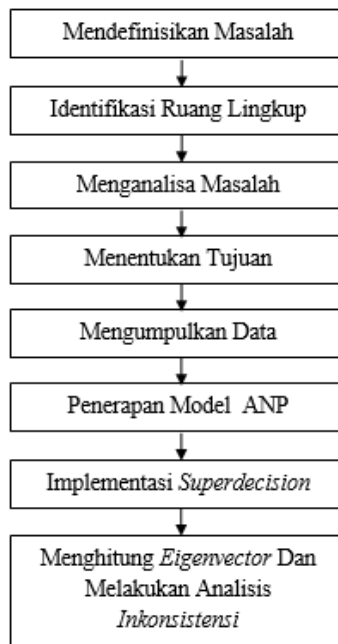 Mendefinisikan Masalah
Identifikasi Ruang Lingkup
Menganalisa Masalah
Menentukan Tujuan
Mengumpulkan Data
Penerapan Model ANP
Implementasi Superdecision
Menghitung Eigenvector Dan
Melakukan Analisis
Inkonsistensi